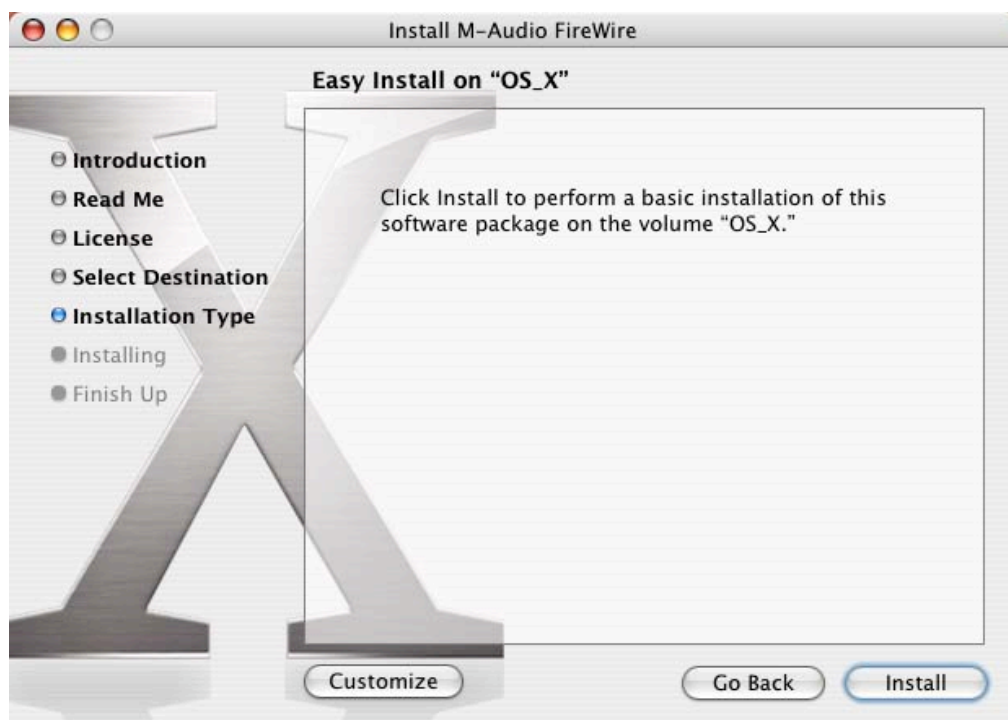 Install M-Audio FireWire
Easy Install on “OS_X”
Introduction
Read Me
License
Select Destination
Installation Type
Installing
Finish Up
Click Install to perform a basic installation of this
software package on the volume “OS_X.”
Customize
Go Back
Install